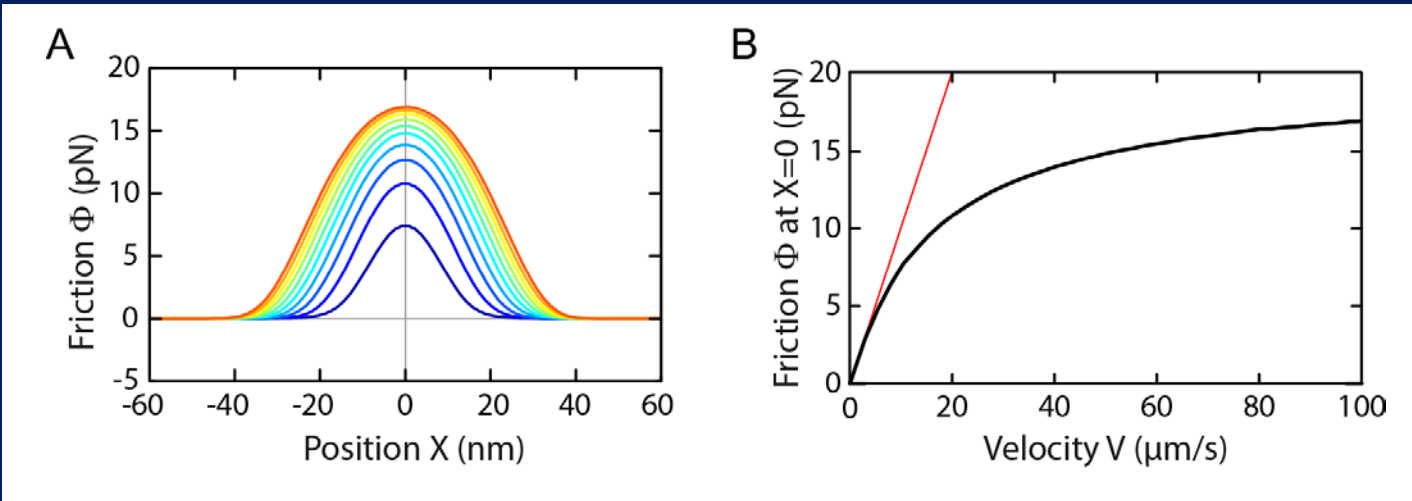 A
Friction Φ (pN)
20
15
10
5
0
-5
-60 -40 -20 0 20 40 60
Position X (nm)
B
Friction Φ at X=0 (pN)
20
15
10
5
0
0 20 40 60 80 100
Velocity V (μm/s)